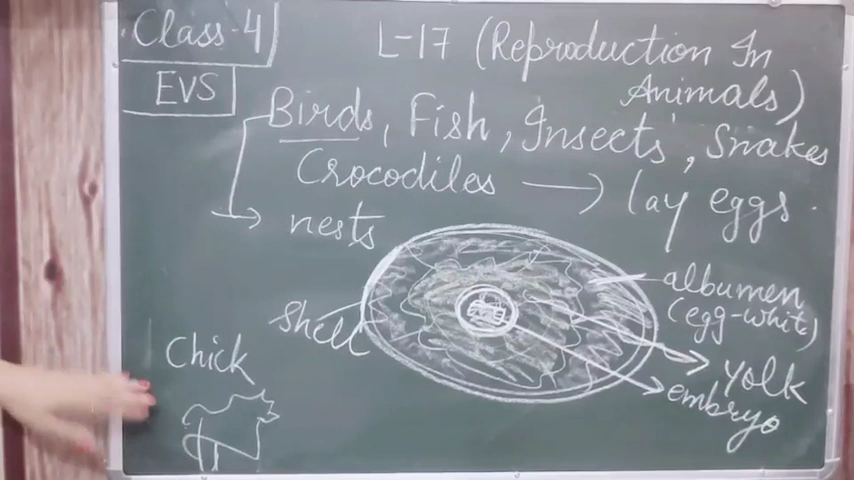 Class-4
EVS
L-17 (Reproduction In
Animals)
Birds, Fish, Insects, Snakes
Crocodiles → lay eggs.
nests
albumen
(egg-white)
shell
yolk
embryo
Chick